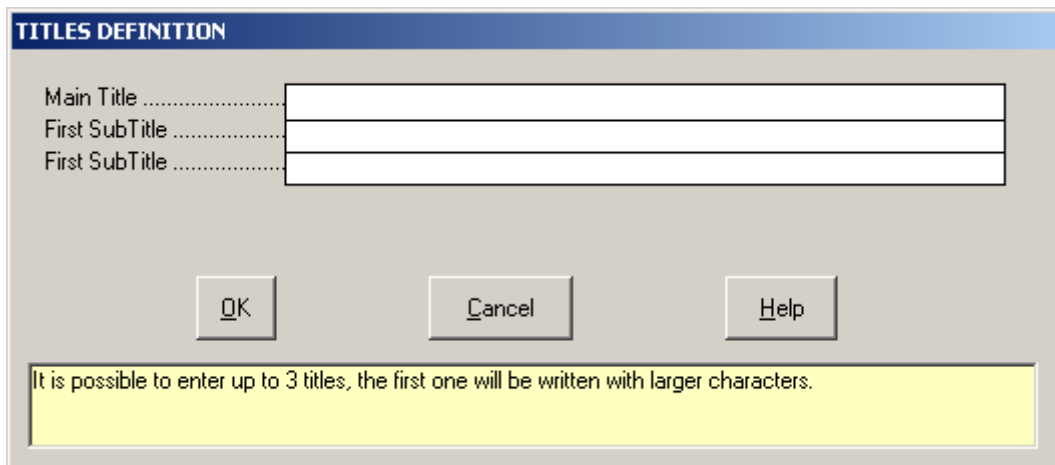 TITLES DEFINITION
Main Title ........................
First SubTitle ...................
First SubTitle ...................
OK
Cancel
Help
It is possible to enter up to 3 titles, the first one will be written with larger characters.